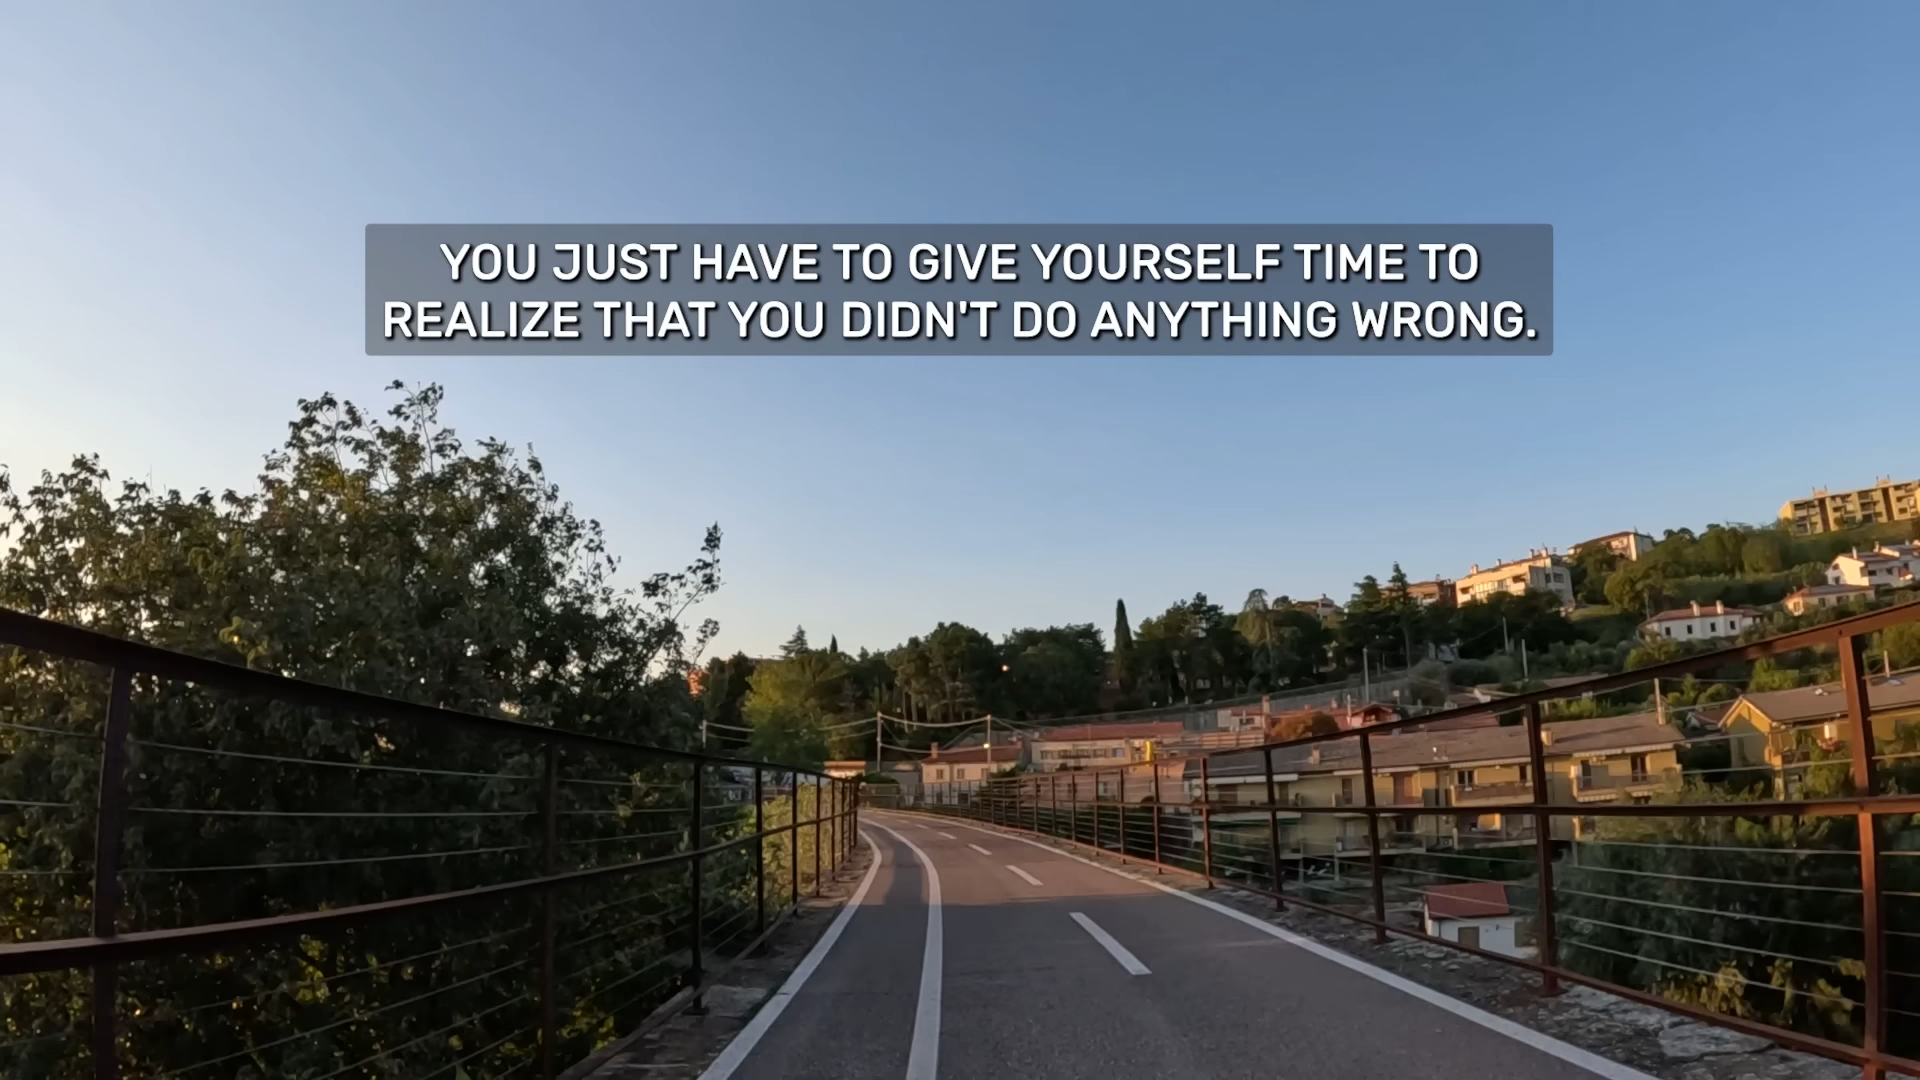 YOU JUST HAVE TO GIVE YOURSELF TIME TO
REALIZE THAT YOU DIDN'T DO ANYTHING WRONG.